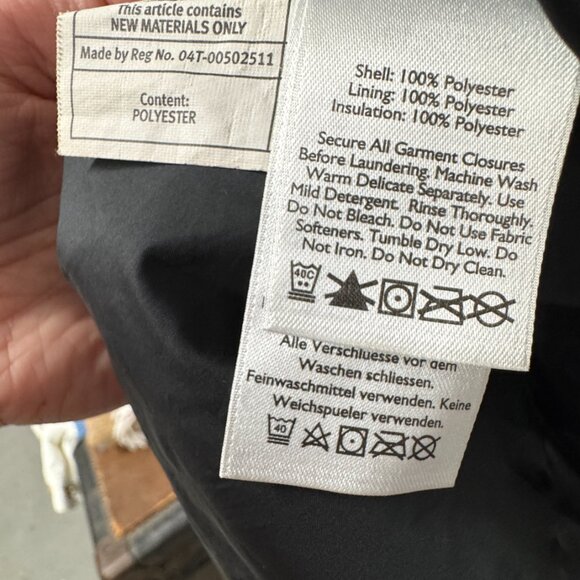 This article contains
NEW MATERIALS ONLY
Made by Reg No. 04T-00502511
Content:
POLYESTER
Shell: 100% Polyester
Lining: 100% Polyester
Insulation: 100% Polyester
Secure All Garment Closures
Before Laundering. Machine Wash
Warm Delicate Separately. Use
Mild Detergent. Rinse Thoroughly.
Do Not Bleach. Do Not Use Fabric
Softeners. Tumble Dry Low. Do
Not Iron. Do Not Dry Clean.
40C
Alle Verschluesse vor dem
Waschen schliessen.
Feinwaschmittel verwenden. Keine
Weichspueler verwenden.
40